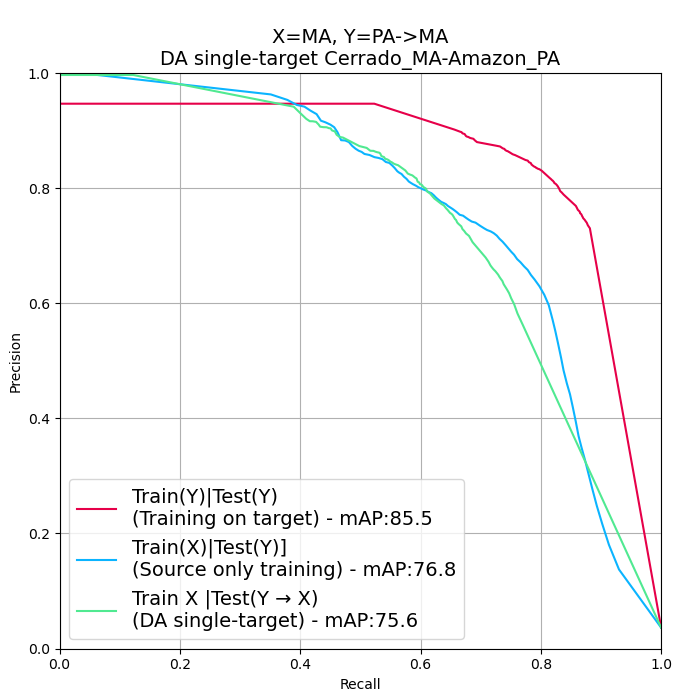 X=MA, Y=PA->MA
DA single-target Cerrado_MA-Amazon_PA
1.0
0.8
0.6
0.4
0.2
0.0
Precision
Train(Y)|Test(Y)
(Training on target) - mAP:85.5
Train(X)|Test(Y)]
(Source only training) - mAP:76.8
Train X |Test(Y → X)
(DA single-target) - mAP:75.6
0.0 0.2 0.4 0.6 0.8 1.0
Recall